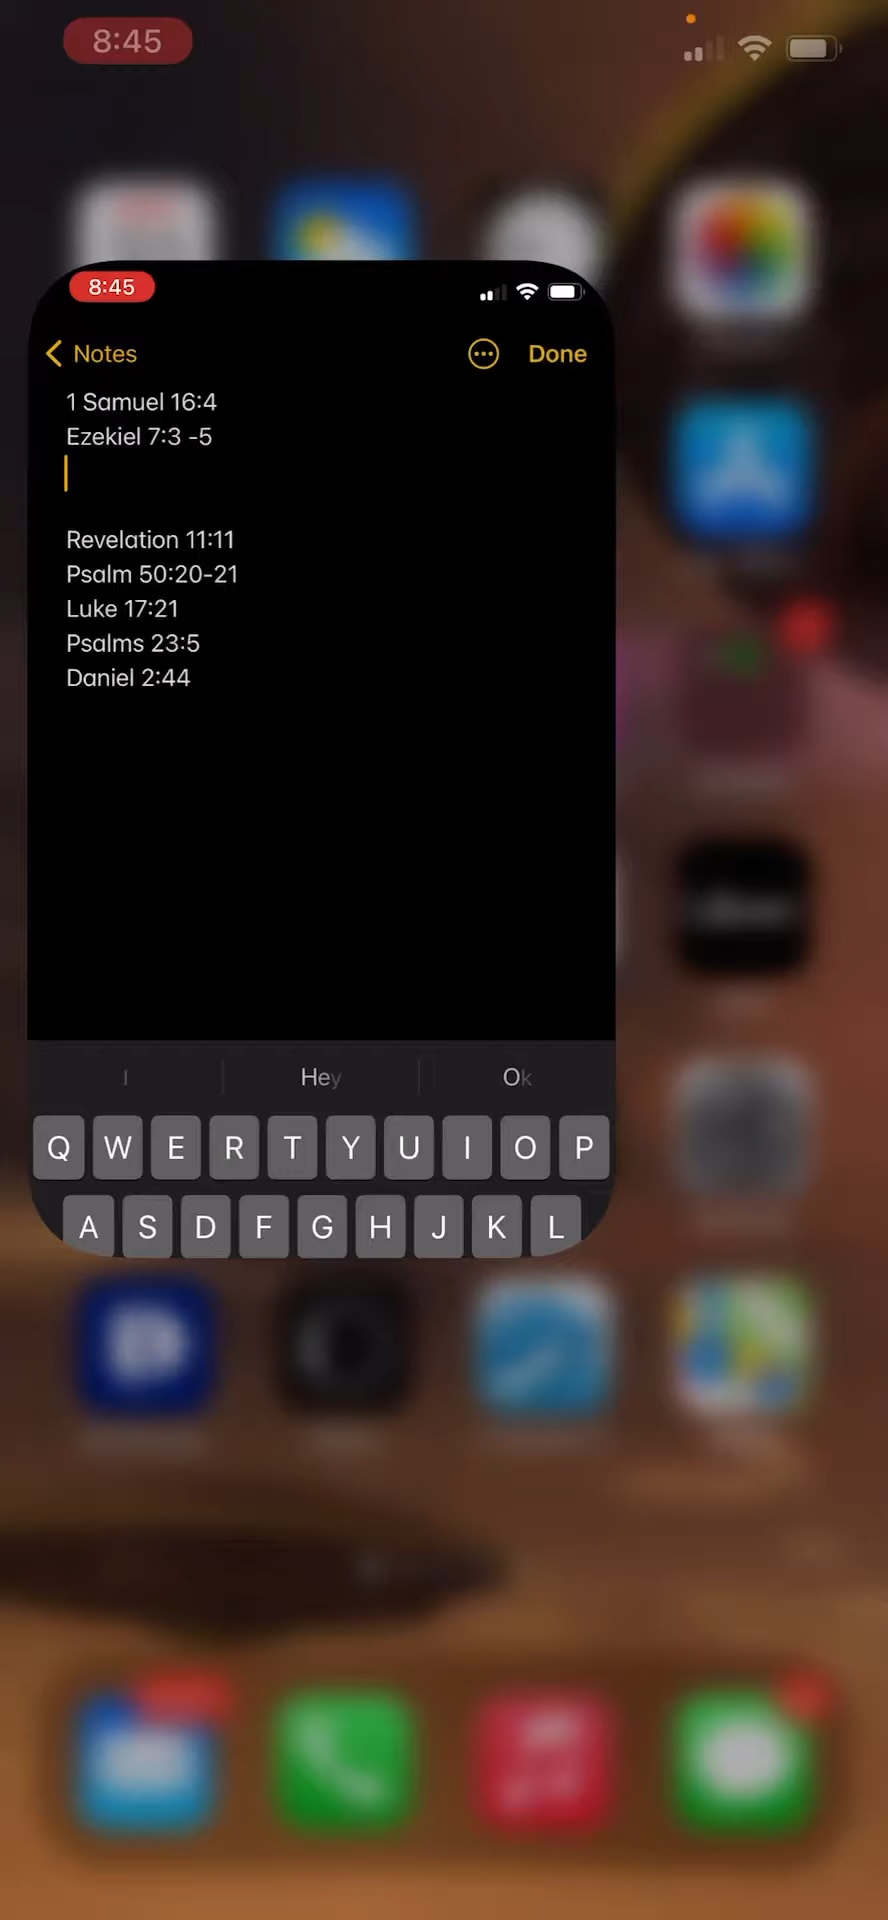 8:45
8:45
Notes
Done
1 Samuel 16:4
Ezekiel 7:3 -5
Revelation 11:11
Psalm 50:20-21
Luke 17:21
Psalms 23:5
Daniel 2:44
I Hey Ok
Q W E R T Y U I O P
A S D F G H J K L